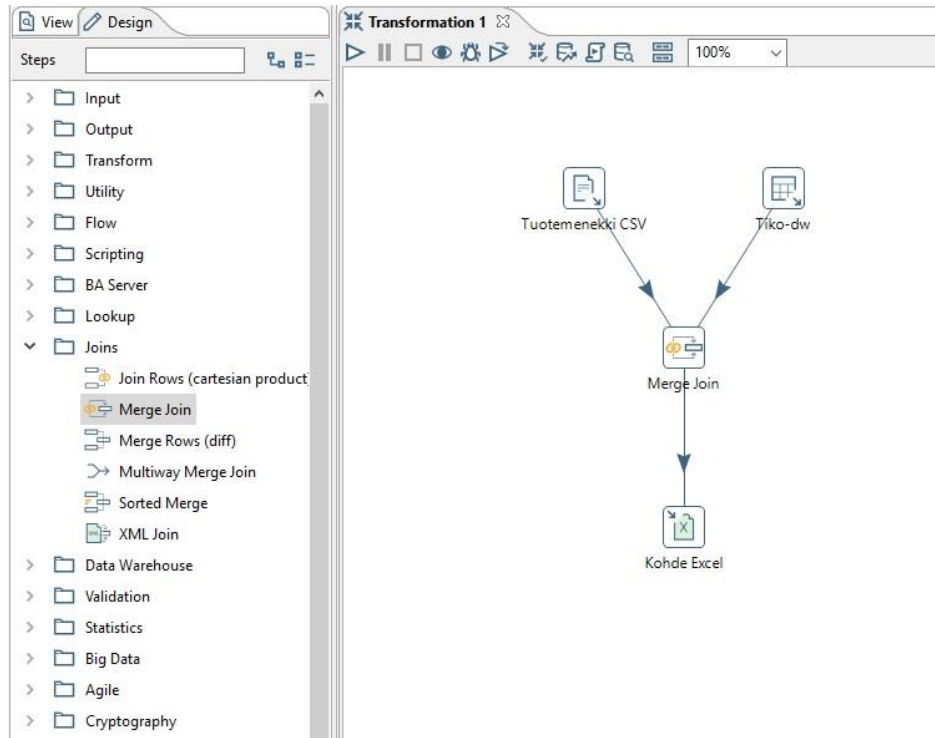 View
Design
Steps
Input
Output
Transform
Utility
Flow
Scripting
BA Server
Lookup
Joins
Join Rows (cartesian product
Merge Join
Merge Rows (diff)
Multiway Merge Join
Sorted Merge
XML Join
Data Warehouse
Validation
Statistics
Big Data
Agile
Cryptography
Transformation 1
100%
Tuotemenekki CSV
Tiko-dw
Merge Join
Kohde Excel